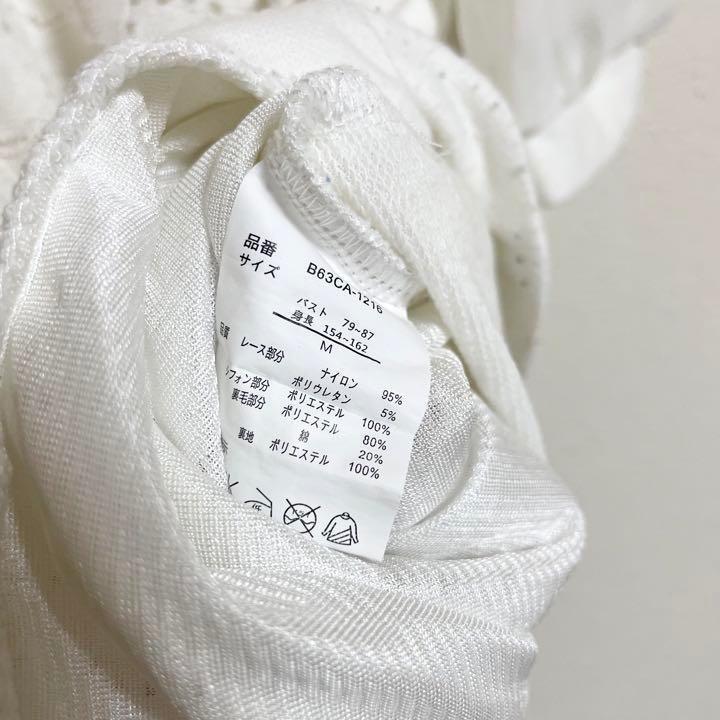 品番 B63CA-1216
サイズ
バスト 79~87
身長 154~162
M
品質
レース部分 ナイロン 95%
ポリウレタン 5%
シフォン部分 ポリエステル 100%
裏毛部分 ポリエステル 80%
綿 20%
裏地 ポリエステル 100%